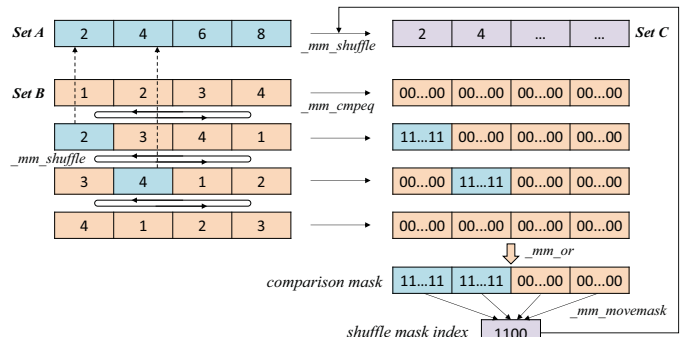 Set A 2 4 6 8 _mm_shuffle 2 4 ... ... Set C
Set B 1 2 3 4 _mm_cmpeq 00...00 00...00 00...00 00...00
2 3 4 1 11...11 00...00 00...00 00...00
_mm_shuffle
3 4 1 2 00...00 11...11 00...00 00...00
4 1 2 3 00...00 00...00 00...00 00...00
_mm_or
comparison mask 11...11 11...11 00...00 00...00
_mm_movemask
shuffle mask index 1100